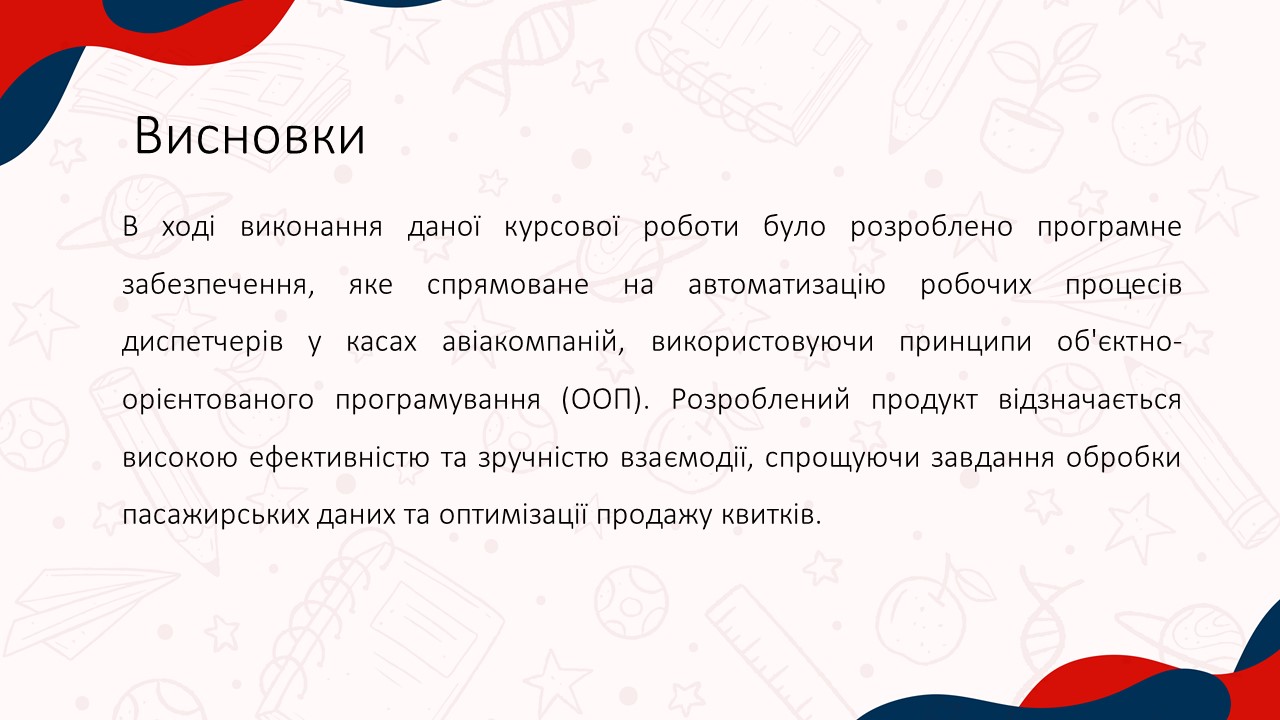 Висновки
В ході виконання даної курсової роботи було розроблено програмне
забезпечення, яке спрямоване на автоматизацію робочих процесів
диспетчерів у касах авіакомпаній, використовуючи принципи об'єктно-
орієнтованого програмування (ООП). Розроблений продукт відзначається
високою ефективністю та зручністю взаємодії, спрощуючи завдання обробки
пасажирських даних та оптимізації продажу квитків.